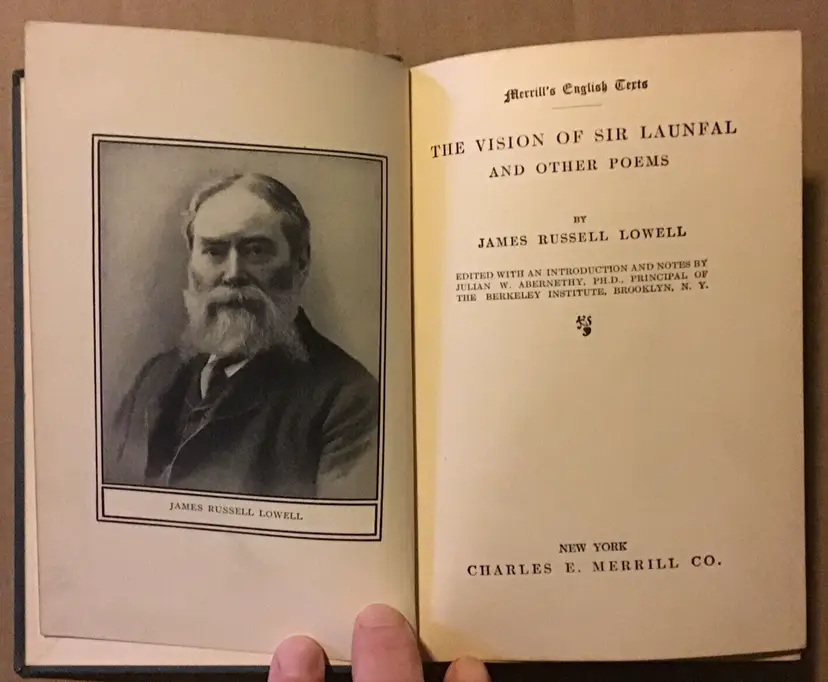 JAMES RUSSELL LOWELL
Merrill's English Texts
THE VISION OF SIR LAUNFAL
AND OTHER POEMS
BY
JAMES RUSSELL LOWELL
EDITED WITH AN INTRODUCTION AND NOTES BY
JULIAN W. ABERNETHY, PH.D., PRINCIPAL OF
THE BERKELEY INSTITUTE, BROOKLYN, N. Y.
NEW YORK
CHARLES E. MERRILL CO.